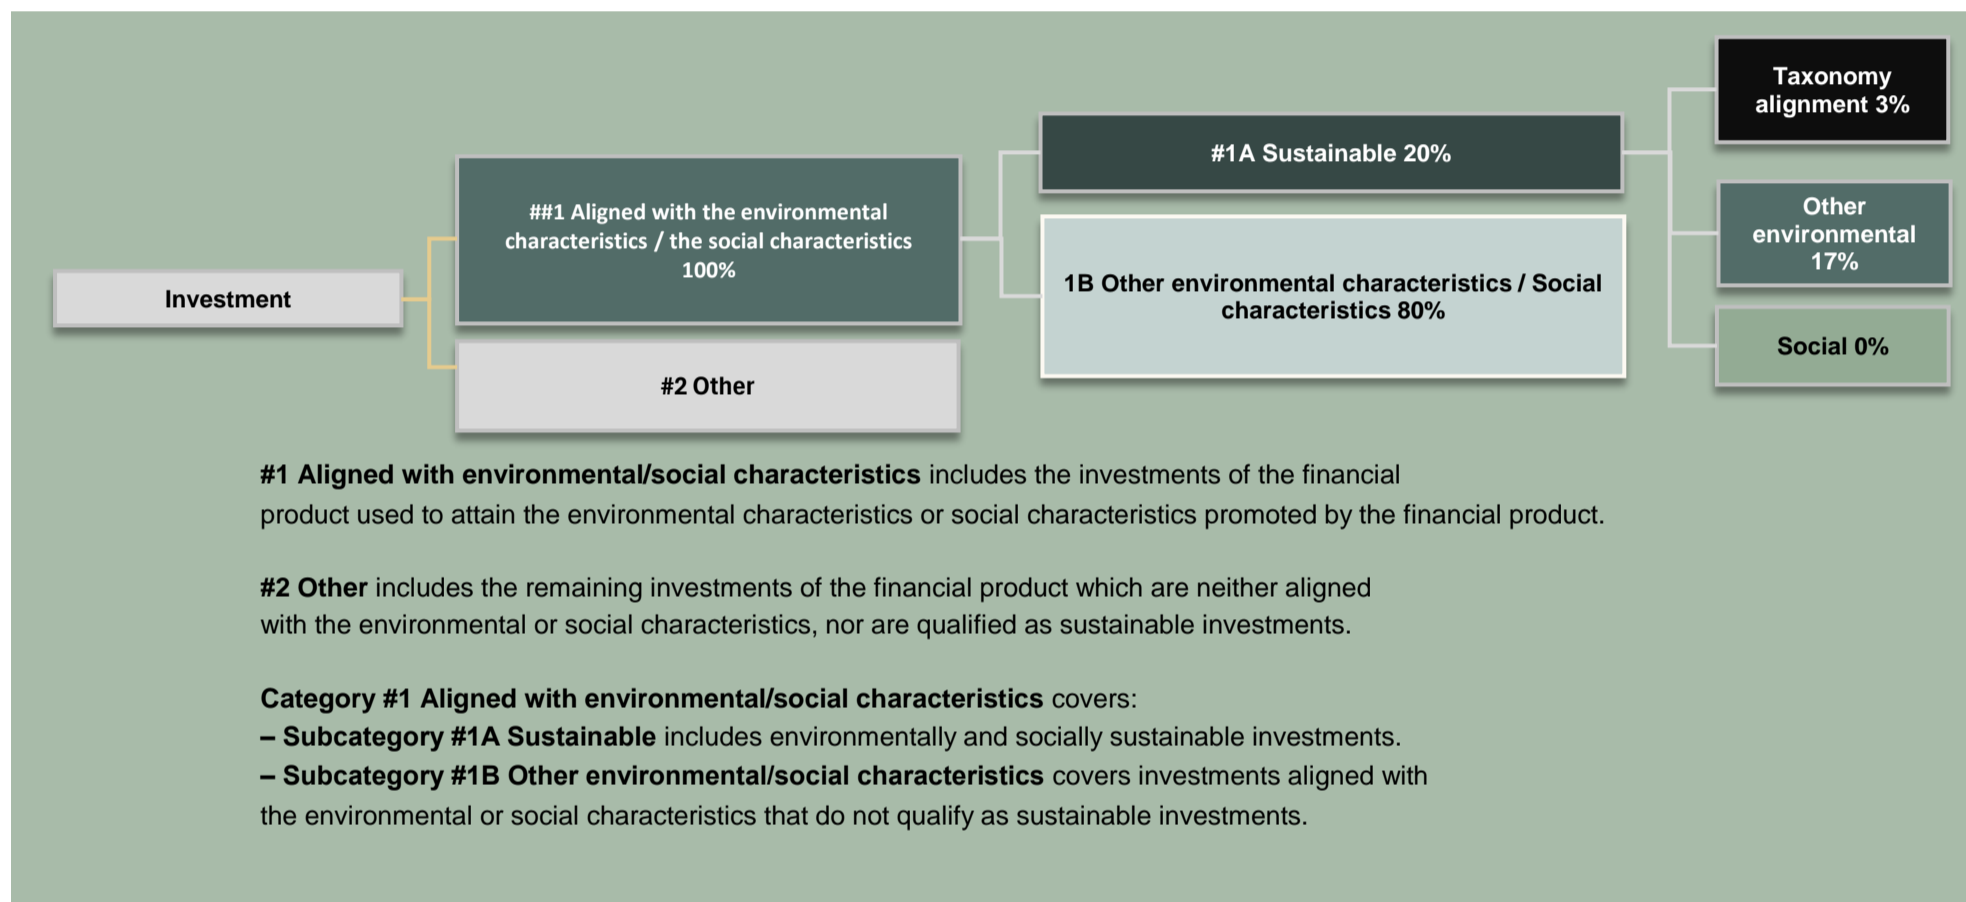 Investment
##1 Aligned with the environmental
characteristics / the social characteristics
100%
#2 Other
#1A Sustainable 20%
1B Other environmental characteristics / Social
characteristics 80%
Taxonomy
alignment 3%
Other
environmental
17%
Social 0%
#1 Aligned with environmental/social characteristics includes the investments of the financial
product used to attain the environmental characteristics or social characteristics promoted by the financial product.
#2 Other includes the remaining investments of the financial product which are neither aligned
with the environmental or social characteristics, nor are qualified as sustainable investments.
Category #1 Aligned with environmental/social characteristics covers:
– Subcategory #1A Sustainable includes environmentally and socially sustainable investments.
– Subcategory #1B Other environmental/social characteristics covers investments aligned with
the environmental or social characteristics that do not qualify as sustainable investments.